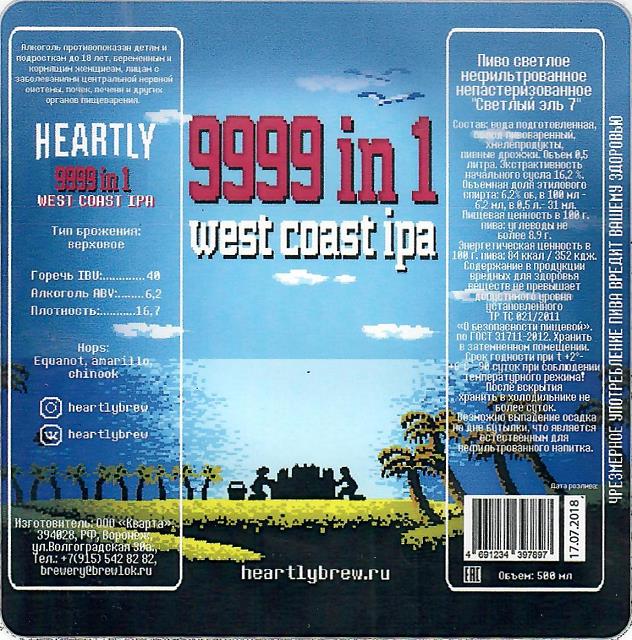 Алкоголь противопоказан детям и
подросткам до 18 лет, беременным и
кормящим женщинам, лицам с
заболеваниями центральной нервной
системы, почек, печени и других
органов пищеварения.
HEARTLY
9999 in 1
WEST COAST IPA
Тип брожения:
верховое
Горечь IBU:.............40
Алкоголь ABV:.......6,2
Плотность:...........16,7
Hops:
Equanot, amarillo,
chinook
heartlybrew
heartlybrew
Изготовитель: ООО «Кварта»
394028, РФ, Воронеж,
ул.Волгоградская 30а.,
Тел.: +7(915) 542 82 82,
brewery@brewlok.ru
9999 in 1
west coast ipa
heartlybrew.ru
Пиво светлое
нефильтрованное
непастеризованное
"Светлый эль 7"
Состав: вода подготовленная,
солод пивоваренный,
хмелепродукты,
пивные дрожжи. Объем 0,5
литра. Экстрактивность
начального сусла 16,2 %.
Объемная доля этилового
спирта: 6,2% об, в 100 мл -
6,2 мл, в 0,5 л.- 31 мл.
Пищевая ценность в 100 г.
пива: углеводы не
более 8,9 г.
Энергетическая ценность в
100 г. пива: 84 ккал / 352 кдж.
Содержание в продукции
вредных для здоровья
веществ не превышает
допустимого уровня
установленного
ТР ТС 021/2011
«О безопасности пищевой».
по ГОСТ 31711-2012. Хранить
в затемненном помещении.
Срок годности при t +2°-
+6°C - 90 суток при соблюдении
температурного режима!
После вскрытия
хранить в холодильнике не
более суток.
Возможно выпадение осадка
на дне бутылки, что является
естественным для
нефильтрованного напитка.
Дата розлива:
17.07.2018
4 691234 397897
EAC
Объем: 500 мл
ЧРЕЗМЕРНОЕ УПОТРЕБЛЕНИЕ ПИВА ВРЕДИТ ВАШЕМУ ЗДОРОВЬЮ